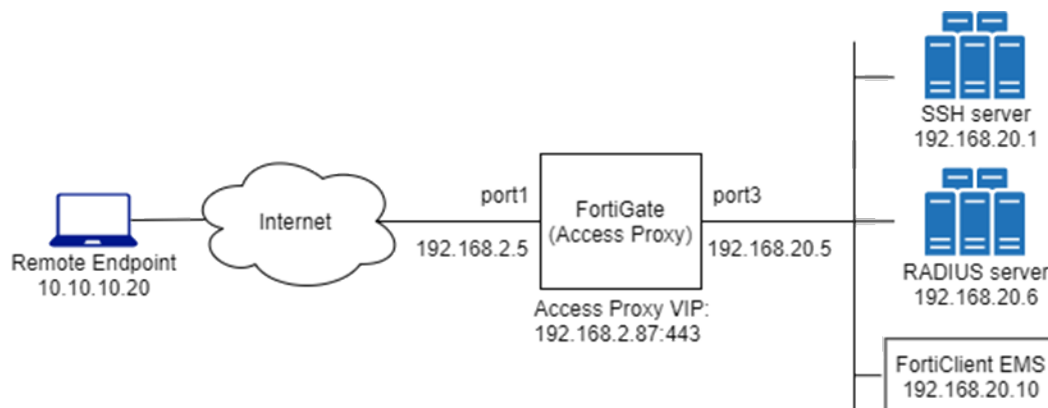 SSH server
192.168.20.1
port1
FortiGate
(Access Proxy)
port3
Internet
192.168.2.5
192.168.20.5
Remote Endpoint
10.10.10.20
RADIUS server
192.168.20.6
Access Proxy VIP:
192.168.2.87:443
FortiClient EMS
192.168.20.10